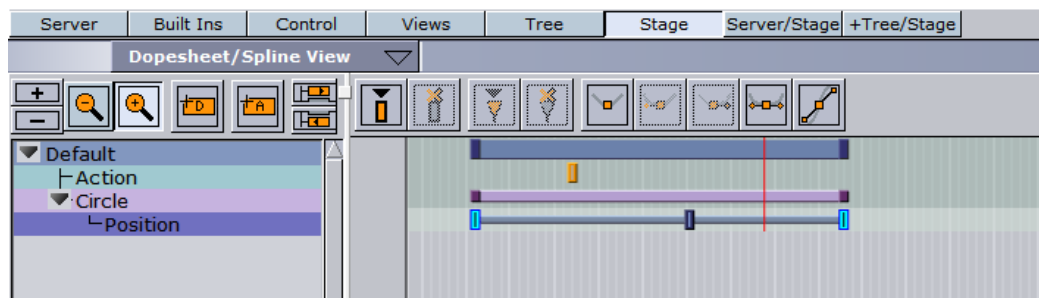 Server Built Ins Control Views Tree Stage Server/Stage +Tree/Stage
Dopesheet/Spline View
D A
Default
Action
Circle
Position